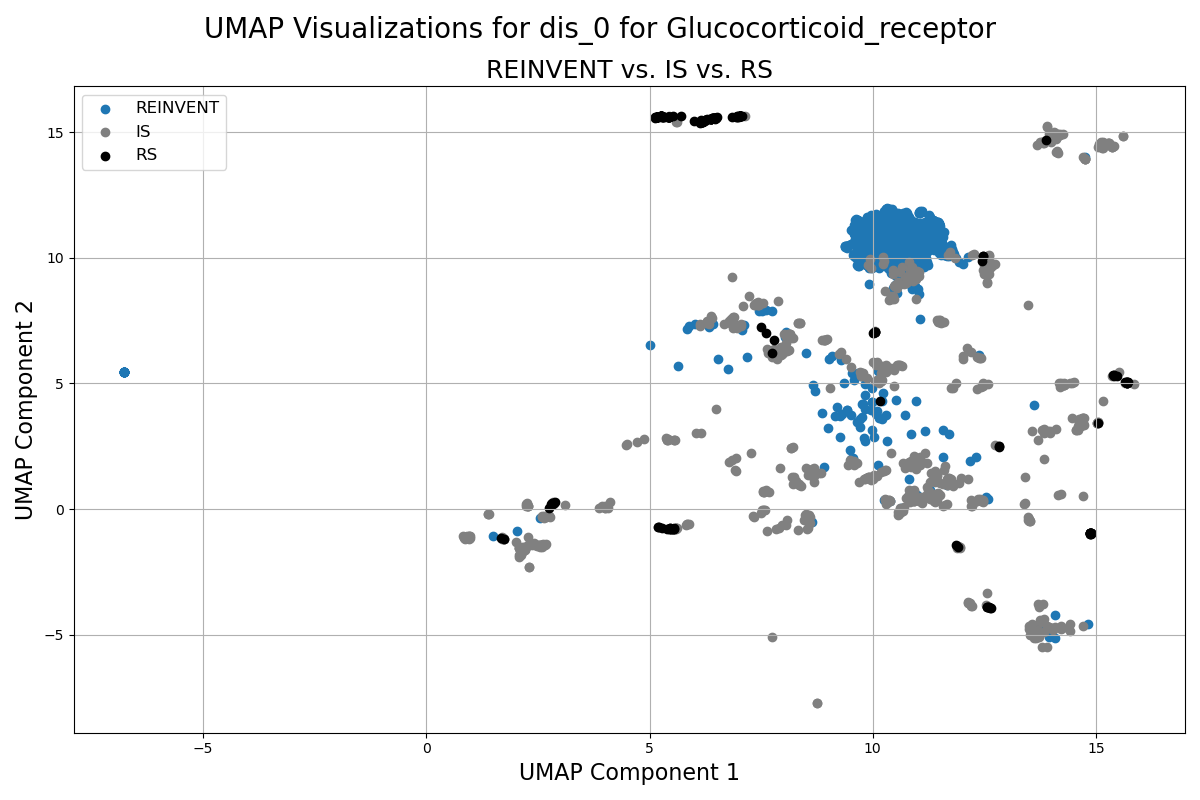 UMAP Visualizations for dis_0 for Glucocorticoid_receptor
REINVENT vs. IS vs. RS
REINVENT
IS
RS
15
10
5
0
−5
UMAP Component 2
−5
0
5
10
15
UMAP Component 1